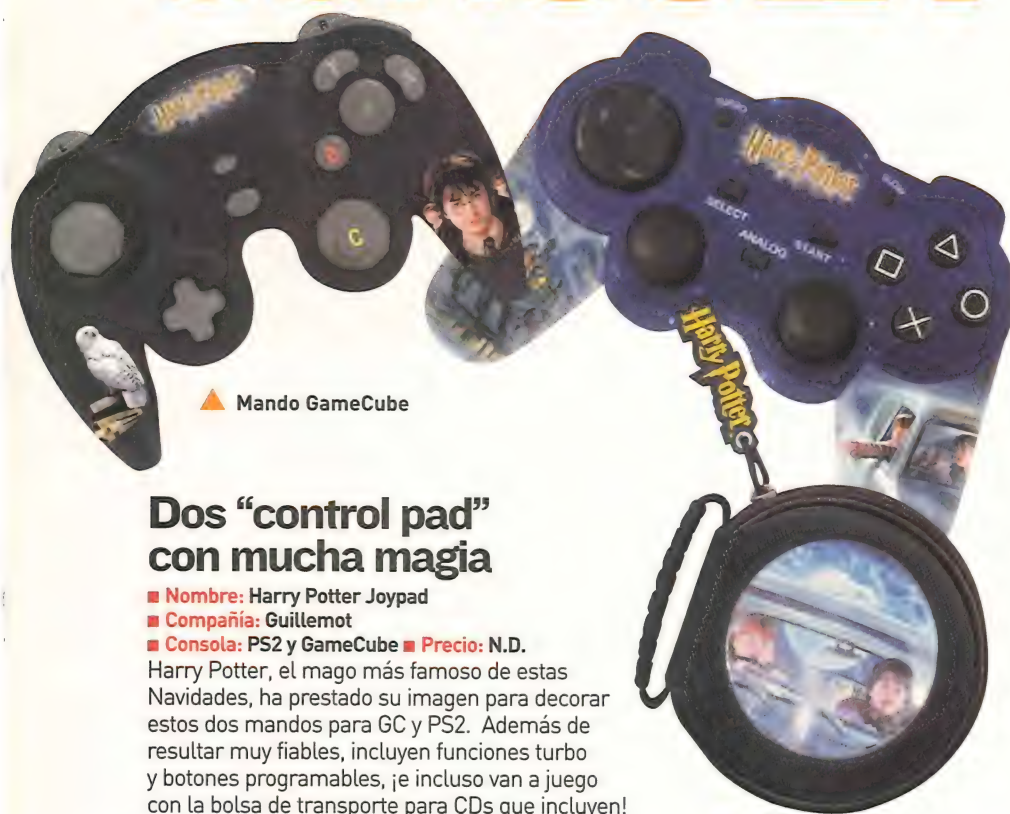 Harry Potter
B
C
Harry Potter
TURBO
SLOW
SELECT
ANALOG
START
Harry Potter
Mando GameCube
Dos “control pad”
con mucha magia
■ Nombre: Harry Potter Joypad
■ Compañía: Guillemot
■ Consola: PS2 y GameCube ■ Precio: N.D.
Harry Potter, el mago más famoso de estas
Navidades, ha prestado su imagen para decorar
estos dos mandos para GC y PS2. Además de
resultar muy fiables, incluyen funciones turbo
y botones programables, ¡e incluso van a juego
con la bolsa de transporte para CDs que incluyen!